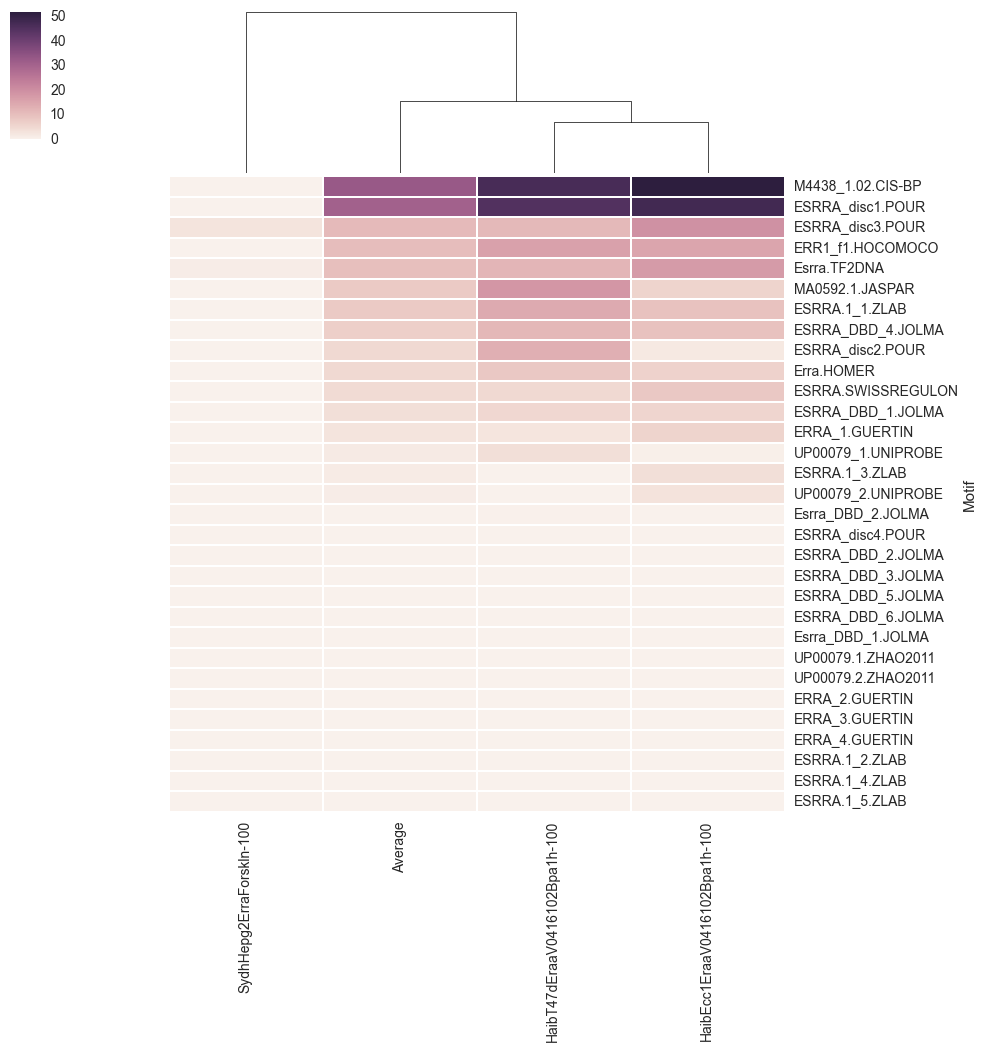 50
40
30
20
10
0
M4438_1.02.CIS-BP
ESRRA_disc1.POUR
ESRRA_disc3.POUR
ERR1_f1.HOCOMOCO
Esrra.TF2DNA
MA0592.1.JASPAR
ESRRA.1_1.ZLAB
ESRRA_DBD_4.JOLMA
ESRRA_disc2.POUR
Erra.HOMER
ESRRA.SWISSREGULON
ESRRA_DBD_1.JOLMA
ERRA_1.GUERTIN
UP00079_1.UNIPROBE
ESRRA.1_3.ZLAB
UP00079_2.UNIPROBE
Esrra_DBD_2.JOLMA
ESRRA_disc4.POUR
ESRRA_DBD_2.JOLMA
ESRRA_DBD_3.JOLMA
ESRRA_DBD_5.JOLMA
ESRRA_DBD_6.JOLMA
Esrra_DBD_1.JOLMA
UP00079.1.ZHAO2011
UP00079.2.ZHAO2011
ERRA_2.GUERTIN
ERRA_3.GUERTIN
ERRA_4.GUERTIN
ESRRA.1_2.ZLAB
ESRRA.1_4.ZLAB
ESRRA.1_5.ZLAB
Motif
SydhHepg2ErraForskln-100
Average
HaibT47dEraaV0416102Bpa1h-100
HaibEcc1EraaV0416102Bpa1h-100